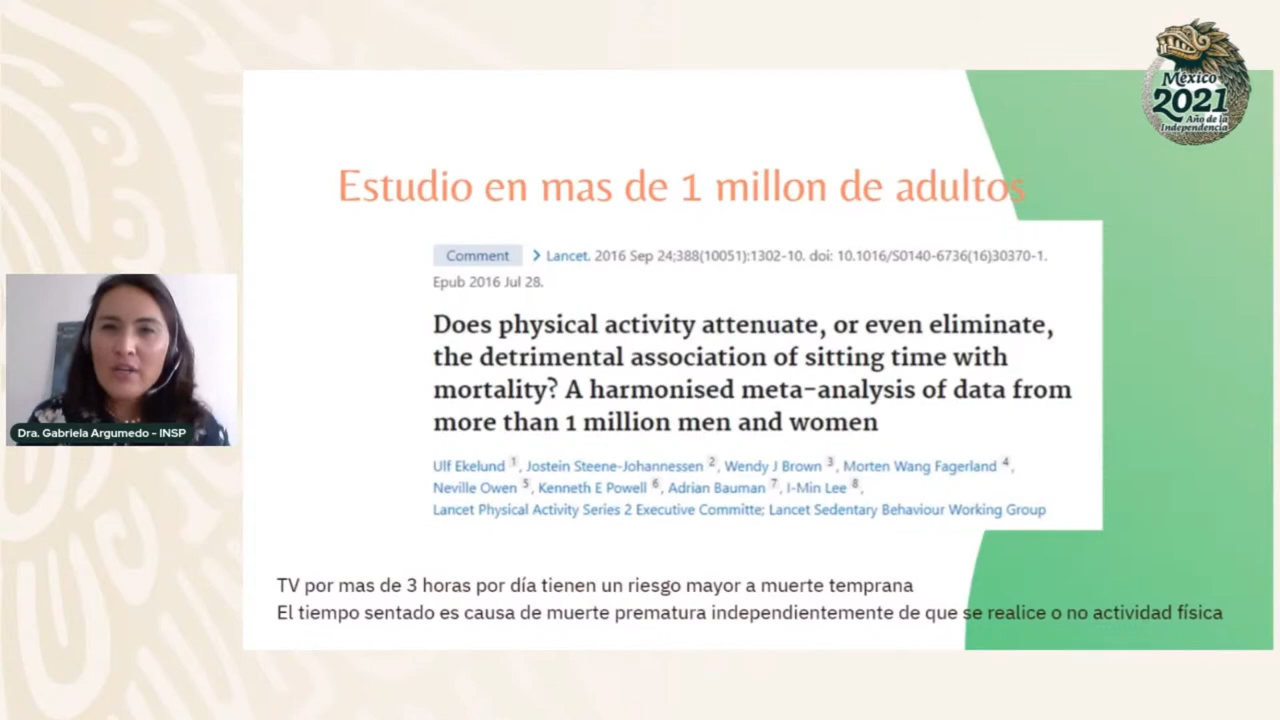 México
2021
Año de la
Independencia
Estudio en mas de 1 millon de adultos
Comment > Lancet. 2016 Sep 24;388(10051):1302-10. doi: 10.1016/S0140-6736(16)30370-1.
Epub 2016 Jul 28.
Does physical activity attenuate, or even eliminate,
the detrimental association of sitting time with
mortality? A harmonised meta-analysis of data from
more than 1 million men and women
Ulf Ekelund 1, Jostein Steene-Johannessen 2, Wendy J Brown 3, Morten Wang Fagerland 4,
Neville Owen 5, Kenneth E Powell 6, Adrian Bauman 7, I-Min Lee 8,
Lancet Physical Activity Series 2 Executive Committe; Lancet Sedentary Behaviour Working Group
Dra. Gabriela Argumedo - INSP
TV por mas de 3 horas por día tienen un riesgo mayor a muerte temprana
El tiempo sentado es causa de muerte prematura independientemente de que se realice o no actividad física